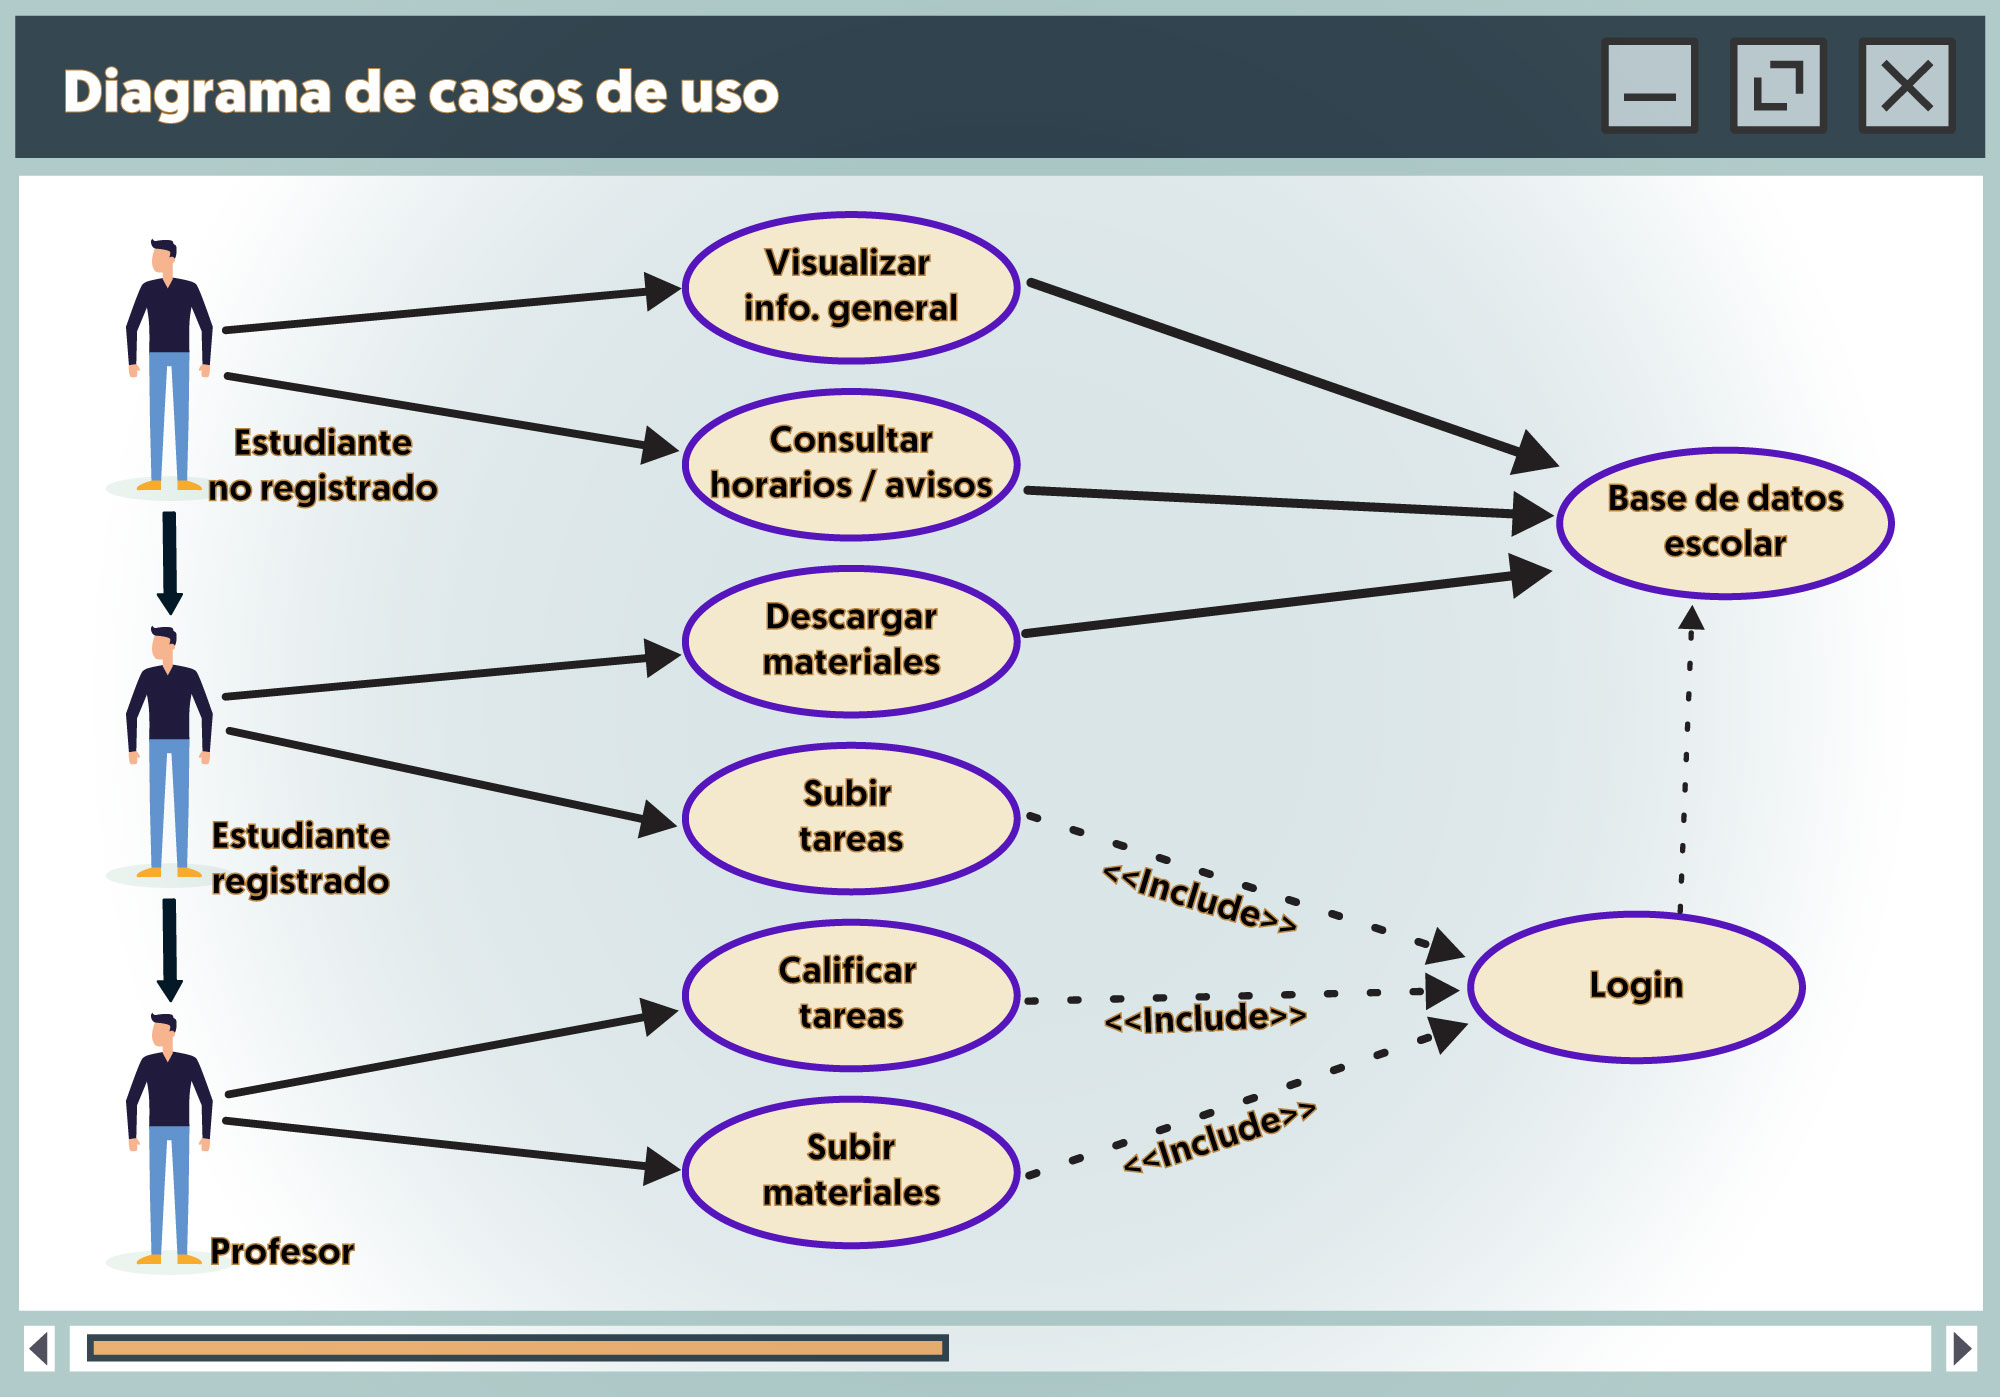 Diagrama de casos de uso
Visualizar
info. general
Estudiante
no registrado
Consultar
horarios / avisos
Base de datos
escolar
Descargar
materiales
Estudiante
registrado
Subir
tareas
<<Include>>
Calificar
tareas
<<Include>>
Login
Subir
materiales
<<Include>>
Profesor